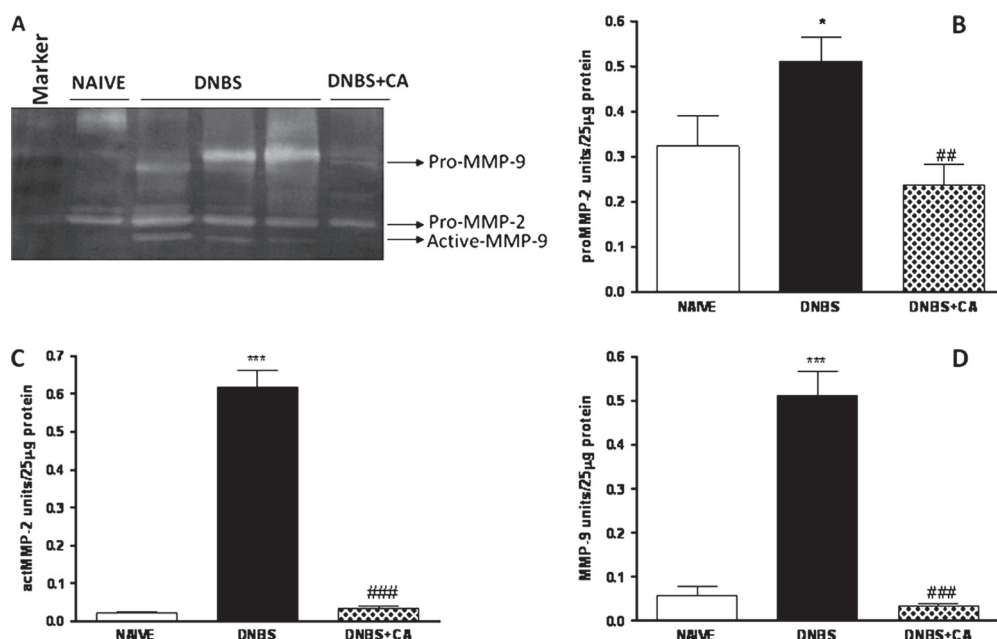 A
Marker
NAIVE
DNBS
DNBS+CA
Pro-MMP-9
Pro-MMP-2
Active-MMP-9
B
proMMP-2 units/25µg protein
0.6
0.5
0.4
0.3
0.2
0.1
0.0
*
##
NAIVE
DNBS
DNBS+CA
C
actMMP-2 units/25µg protein
0.7
0.6
0.5
0.4
0.3
0.2
0.1
0.0
***
###
NAIVE
DNBS
DNBS+CA
D
MMP-9 units/25µg protein
0.6
0.5
0.4
0.3
0.2
0.1
0.0
***
###
NAIVE
DNBS
DNBS+CA